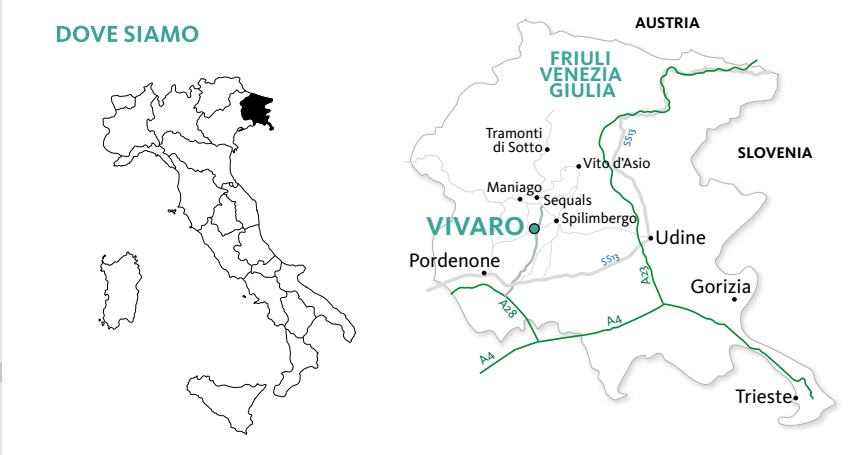 DOVE SIAMO
AUSTRIA
FRIULI
VENEZIA
GIULIA
SS13
Tramonti
di Sotto
SLOVENIA
Vito d'Asio
Maniago
Sequals
Spilimbergo
VIVARO
Udine
Pordenone
SS13
A23
Gorizia
A28
A4
A4
Trieste